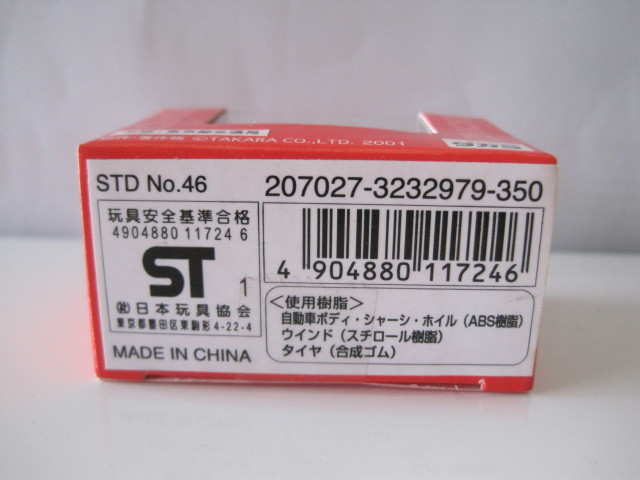 ©TAKARA CO.,LTD. 2001
タカラ
STD No.46
207027-3232979-350
玩具安全基準合格
4904880 11724 6
ST 1
㈳日本玩具協会
東京都墨田区東駒形4-22-4
MADE IN CHINA
4 904880 117246
＜使用樹脂＞
自動車ボディ・シャーシ・ホイル（ABS樹脂）
ウインド（スチロール樹脂）
タイヤ（合成ゴム）